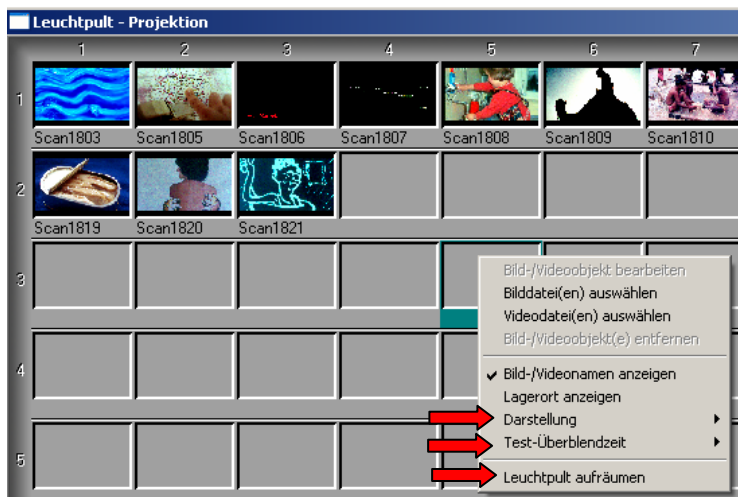 Leuchtpult - Projektion
1 2 3 4 5 6 7
1
Scan1803 Scan1805 Scan1806 Scan1807 Scan1808 Scan1809 Scan1810
2
Scan1819 Scan1820 Scan1821
3
Bild-/Videoobjekt bearbeiten
Bilddatei(en) auswählen
Videodatei(en) auswählen
Bild-/Videoobjekt(e) entfernen
4
Bild-/Videonamen anzeigen
Lagerort anzeigen
Darstellung
Test-Überblendzeit
5
Leuchtpult aufräumen